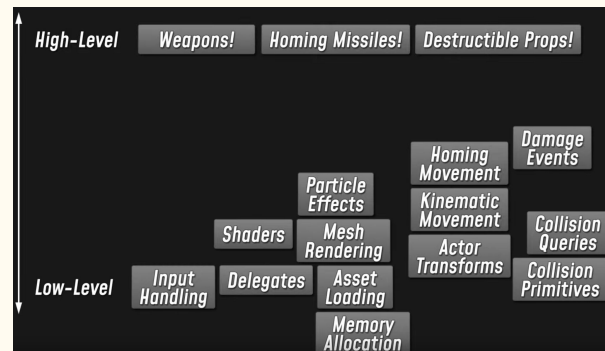 High-Level
Weapons!
Homing Missiles!
Destructible Props!
Damage
Events
Homing
Movement
Particle
Effects
Kinematic
Movement
Collision
Queries
Shaders
Mesh
Rendering
Actor
Transforms
Collision
Primitives
Low-Level
Input
Handling
Delegates
Asset
Loading
Memory
Allocation